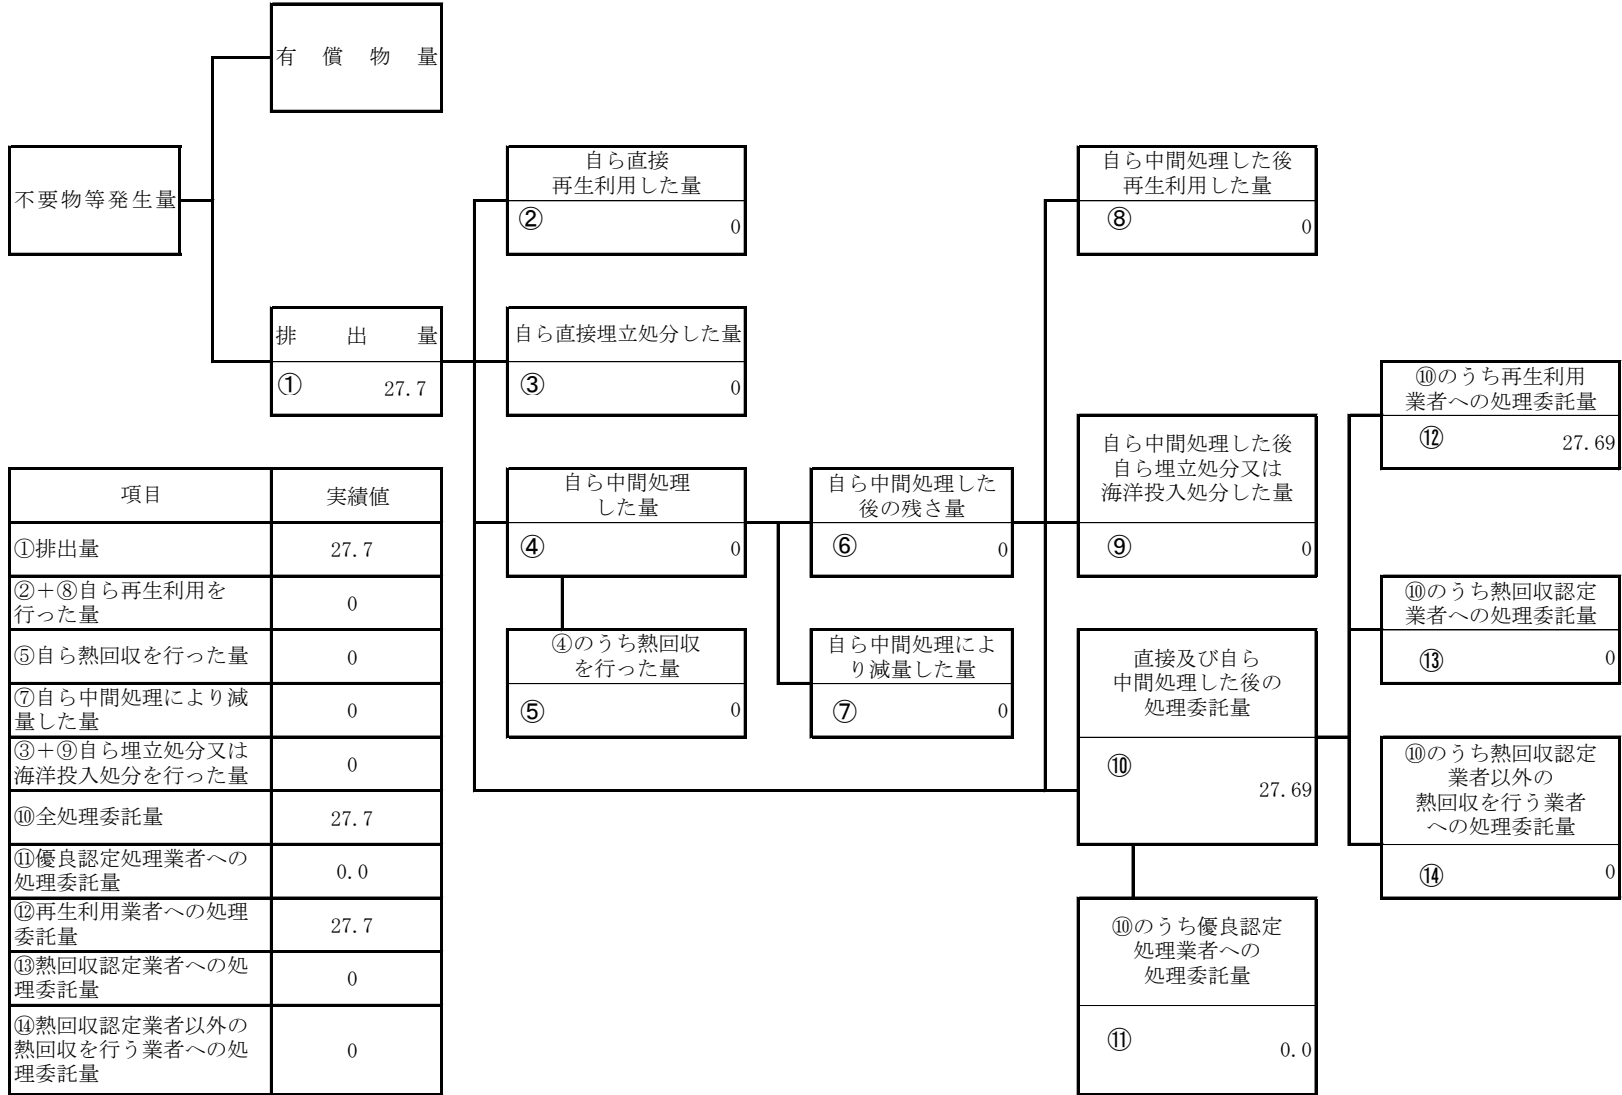 有償物量
不要物等発生量
排出量
① 27.7
自ら直接
再生利用した量
② 0
自ら直接埋立処分した量
③ 0
自ら中間処理
した量
④ 0
④のうち熱回収
を行った量
⑤ 0
自ら中間処理した
後の残さ量
⑥ 0
自ら中間処理によ
り減量した量
⑦ 0
自ら中間処理した後
再生利用した量
⑧ 0
自ら中間処理した後
自ら埋立処分又は
海洋投入処分した量
⑨ 0
直接及び自ら
中間処理した後の
処理委託量
⑩
27.69
⑩のうち優良認定
処理業者への
処理委託量
⑪
0.0
⑩のうち再生利用
業者への処理委託量
⑫ 27.69
⑩のうち熱回収認定
業者への処理委託量
⑬ 0
⑩のうち熱回収認定
業者以外の
熱回収を行う業者
への処理委託量
⑭ 0
項目 実績値
①排出量 27.7
②+⑧自ら再生利用を
行った量 0
⑤自ら熱回収を行った量 0
⑦自ら中間処理により減
量した量 0
③+⑨自ら埋立処分又は
海洋投入処分を行った量 0
⑩全処理委託量 27.7
⑪優良認定処理業者への
処理委託量 0.0
⑫再生利用業者への処理
委託量 27.7
⑬熱回収認定業者への処
理委託量 0
⑭熱回収認定業者以外の
熱回収を行う業者への処
理委託量 0